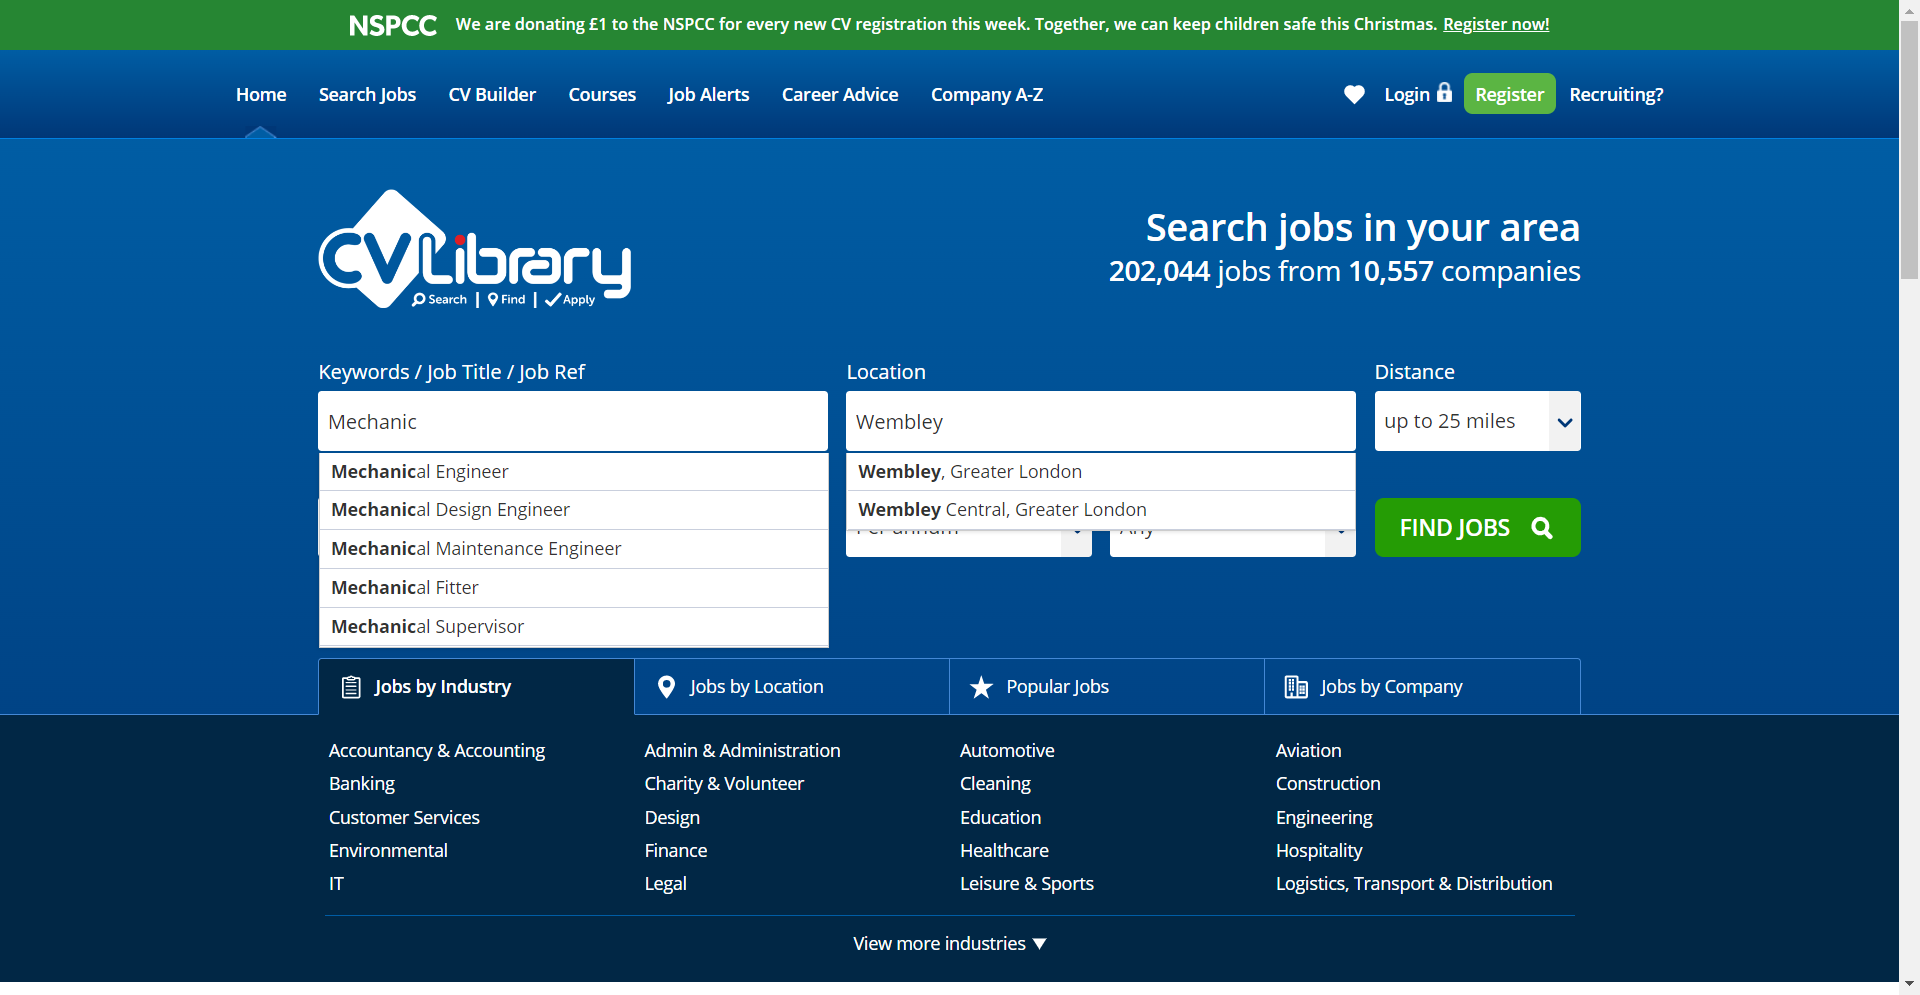 NSPCC We are donating £1 to the NSPCC for every new CV registration this week. Together, we can keep children safe this Christmas. Register now!
Home Search Jobs CV Builder Courses Job Alerts Career Advice Company A-Z Login Register Recruiting?
CV Library
Search | Find | Apply
Search jobs in your area
202,044 jobs from 10,557 companies
Keywords / Job Title / Job Ref Location Distance
Mechanic Wembley up to 25 miles
Mechanical Engineer Wembley, Greater London
Mechanical Design Engineer Wembley Central, Greater London
Per annum Any FIND JOBS
Mechanical Maintenance Engineer
Mechanical Fitter
Mechanical Supervisor
Jobs by Industry Jobs by Location Popular Jobs Jobs by Company
Accountancy & Accounting Admin & Administration Automotive Aviation
Banking Charity & Volunteer Cleaning Construction
Customer Services Design Education Engineering
Environmental Finance Healthcare Hospitality
IT Legal Leisure & Sports Logistics, Transport & Distribution
View more industries